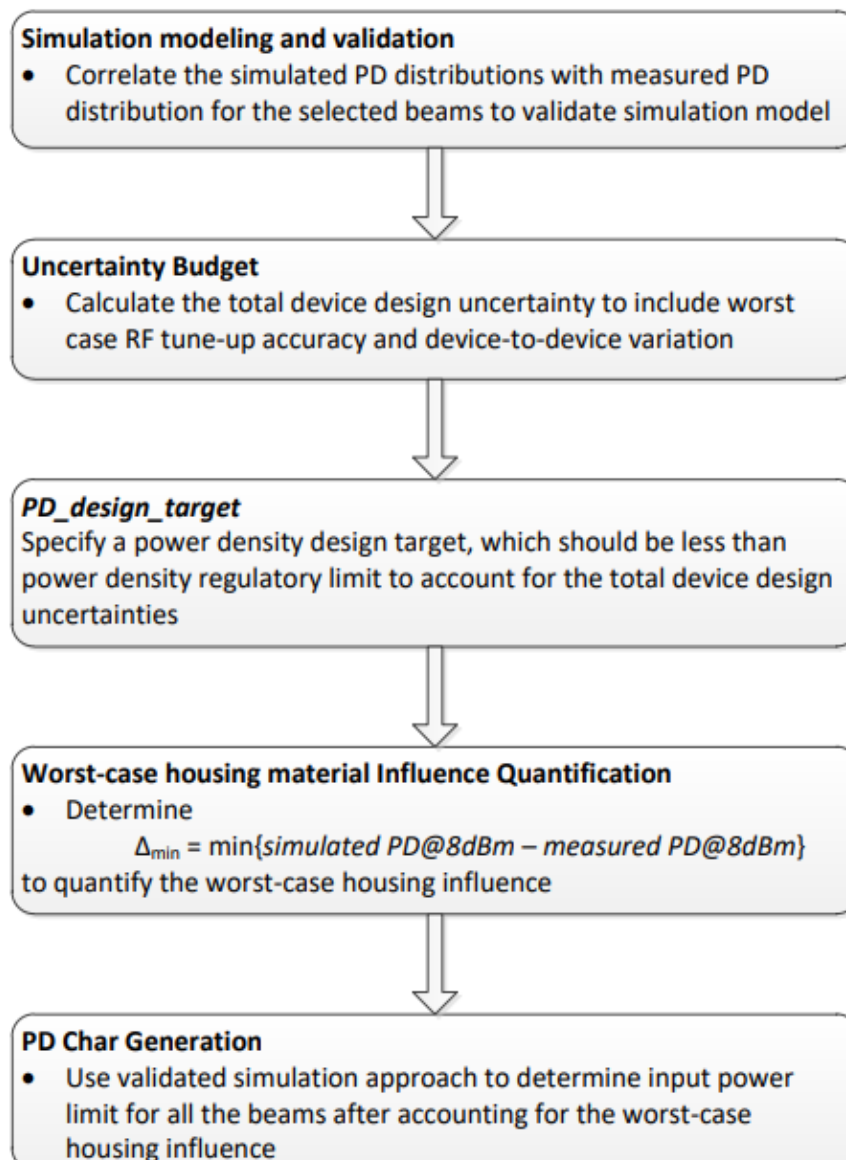 Simulation modeling and validation
• Correlate the simulated PD distributions with measured PD
distribution for the selected beams to validate simulation model
Uncertainty Budget
• Calculate the total device design uncertainty to include worst
case RF tune-up accuracy and device-to-device variation
PD_design_target
Specify a power density design target, which should be less than
power density regulatory limit to account for the total device design
uncertainties
Worst-case housing material Influence Quantification
• Determine
Δmin = min{simulated PD@8dBm – measured PD@8dBm}
to quantify the worst-case housing influence
PD Char Generation
• Use validated simulation approach to determine input power
limit for all the beams after accounting for the worst-case
housing influence